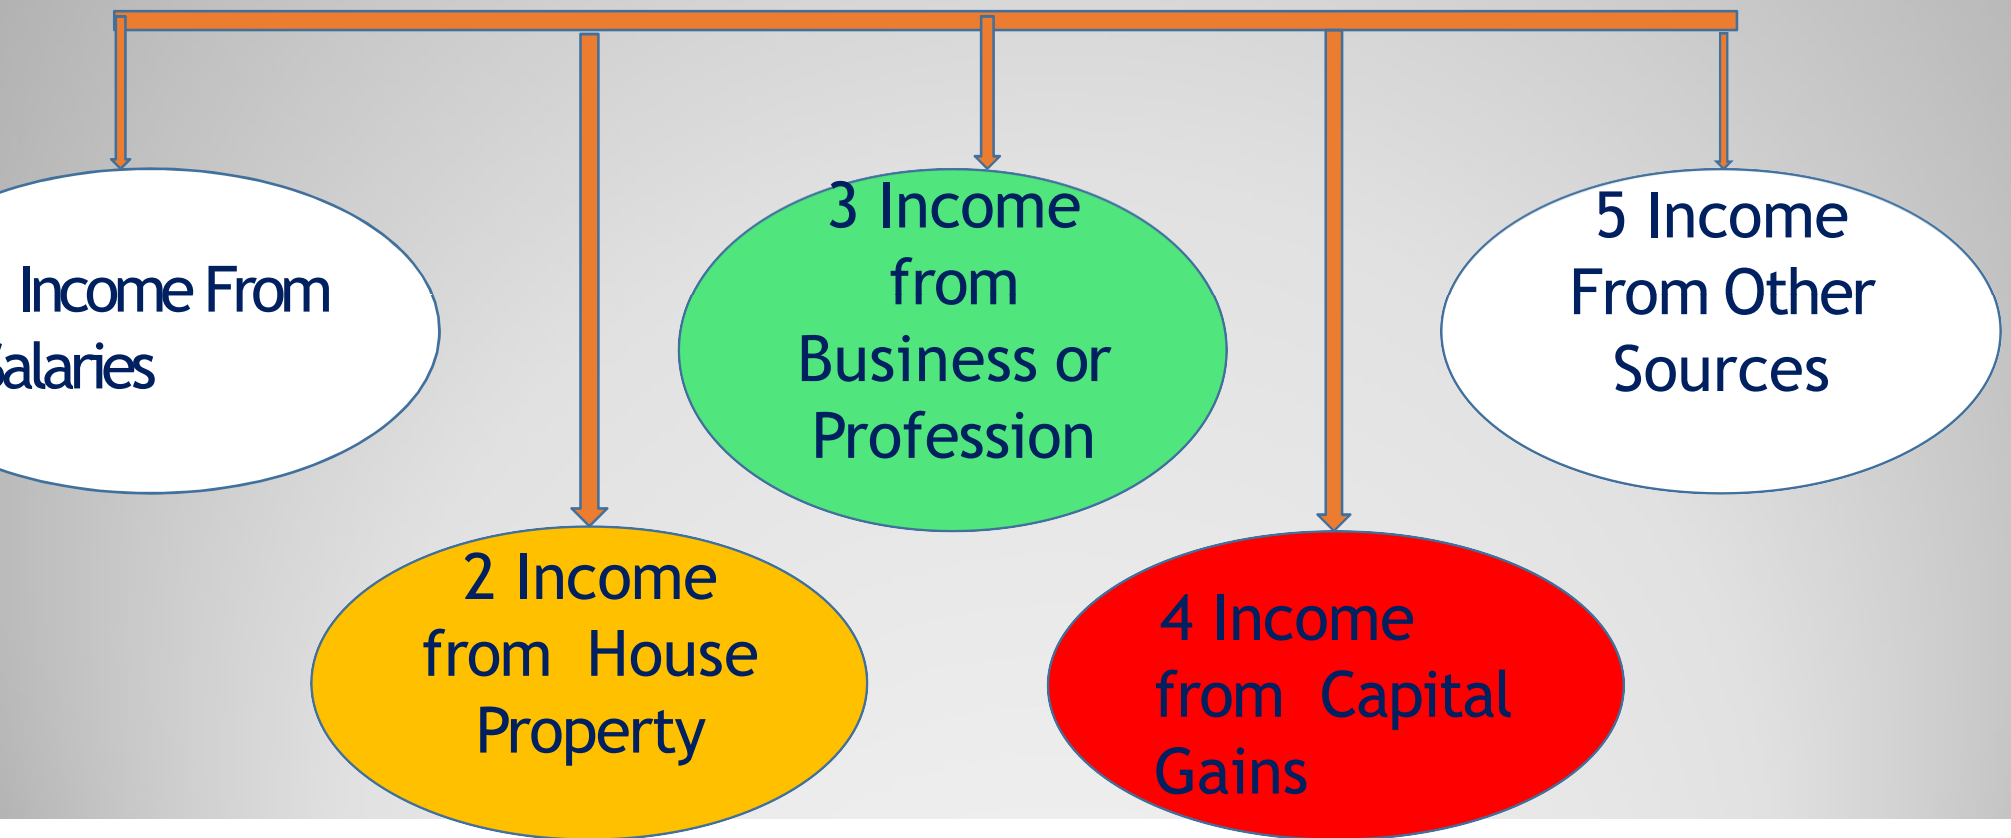 Income From
Salaries
2 Income
from House
Property
3 Income
from
Business or
Profession
4 Income
from Capital
Gains
5 Income
From Other
Sources